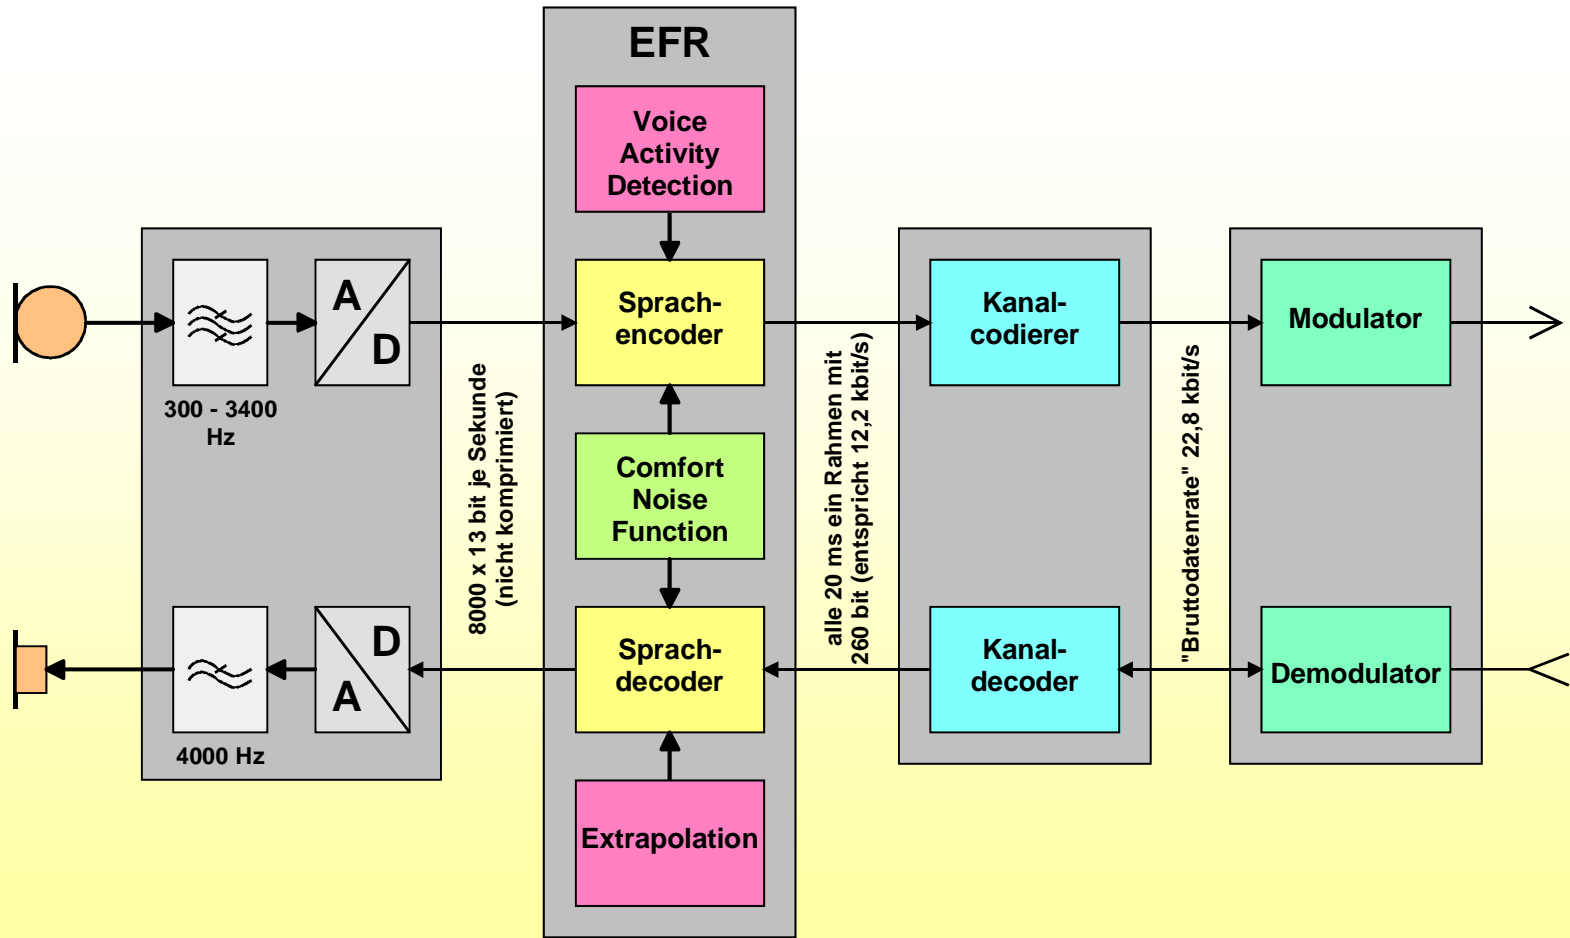 EFR
Voice
Activity
Detection
A
D
300 - 3400
Hz
8000 x 13 bit je Sekunde
(nicht komprimiert)
Sprach-
encoder
Comfort
Noise
Function
alle 20 ms ein Rahmen mit
260 bit (entspricht 12,2 kbit/s)
Kanal-
codierer
"Bruttodatenrate" 22,8 kbit/s
Modulator
D
A
4000 Hz
Sprach-
decoder
Kanal-
decoder
Demodulator
Extrapolation